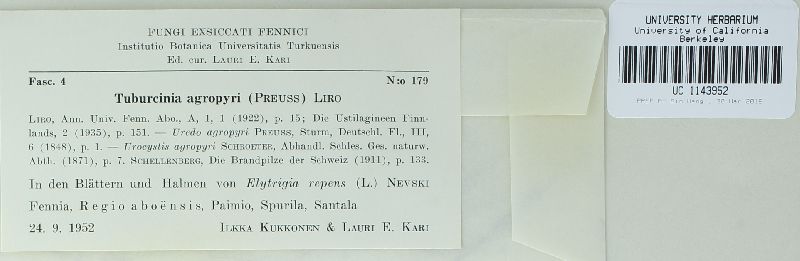 FUNGI EXSICCATI FENNICI
Institutio Botanica Universitatis Turkuensis
Ed. cur. LAURI E. KARI
Fasc. 4 N:o 179
Tuburcinia agropyri (PREUSS) LIRO
LIRO, Ann. Univ. Fenn. Abo., A, 1, 1 (1922), p. 15; Die Ustilagineen Finn-
lands, 2 (1935), p. 151. — Uredo agropyri PREUSS, Sturm, Deutschl. Fl., III,
6 (1848), p. 1. — Urocystis agropyri SCHROETER, Abhandl. Schles. Ges. naturw.
Abth. (1871), p. 7. SCHELLENBERG, Die Brandpilze der Schweiz (1911), p. 133.
In den Blättern und Halmen von Elytrigia repens (L.) NEVSKI
Fennia, Regio aboënsis, Paimio, Spurila, Santala
24. 9. 1952 ILKKA KUKKONEN & LAURI E. KARI
UNIVERSITY HERBARIUM
University of California
Berkeley
UC 1143952